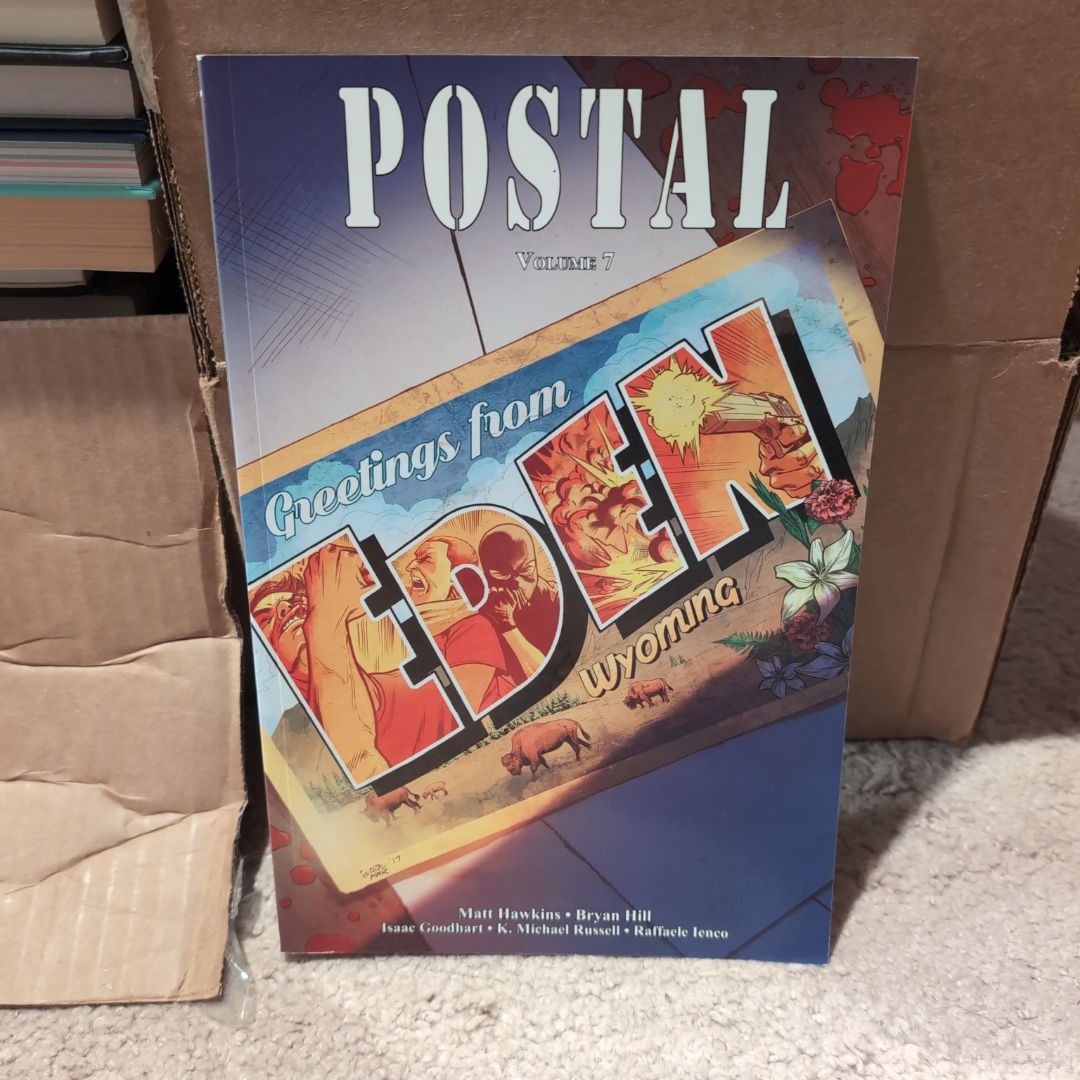 POSTAL
VOLUME 7
Greetings from
EDEN
WYOMING
Matt Hawkins • Bryan Hill
Isaac Goodhart • K. Michael Russell • Raffaele Ienco